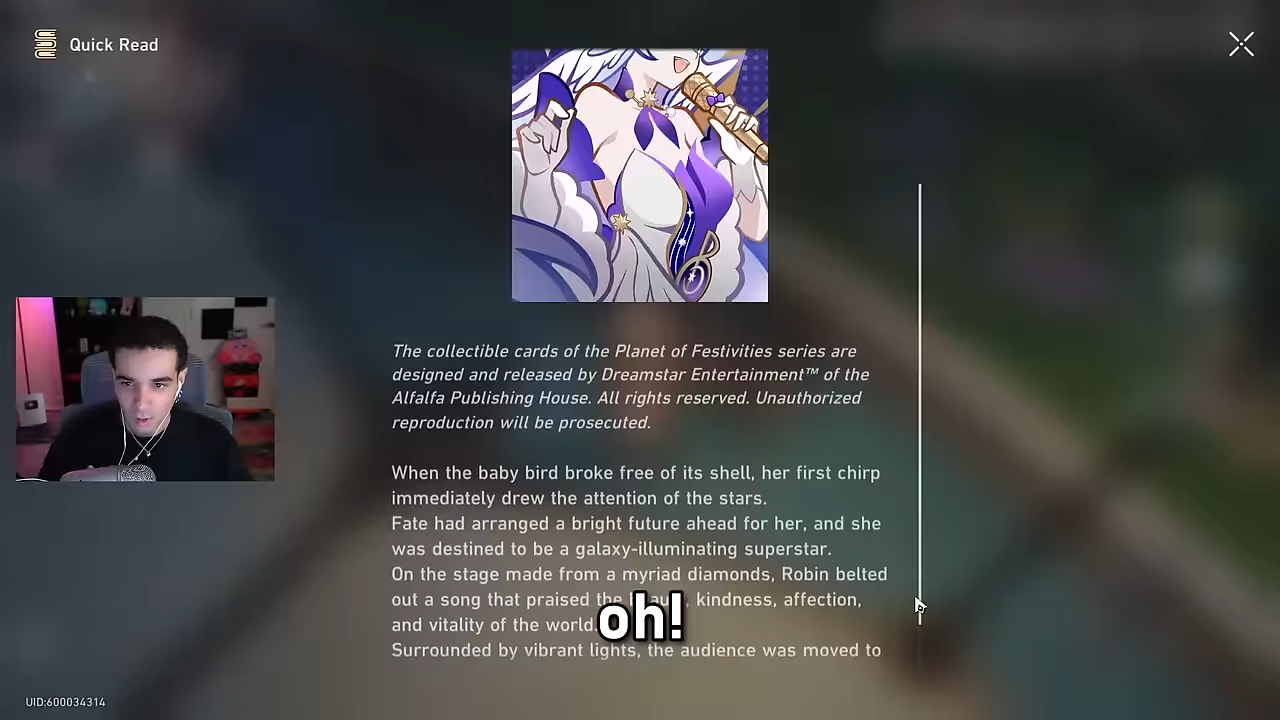 Quick Read
The collectible cards of the Planet of Festivities series are
designed and released by Dreamstar Entertainment™ of the
Alfalfa Publishing House. All rights reserved. Unauthorized
reproduction will be prosecuted.
When the baby bird broke free of its shell, her first chirp
immediately drew the attention of the stars.
Fate had arranged a bright future ahead for her, and she
was destined to be a galaxy-illuminating superstar.
On the stage made from a myriad diamonds, Robin belted
out a song that praised the kindness, affection,
and vitality of the world.
oh!
Surrounded by vibrant lights, the audience was moved to
UID:600034314